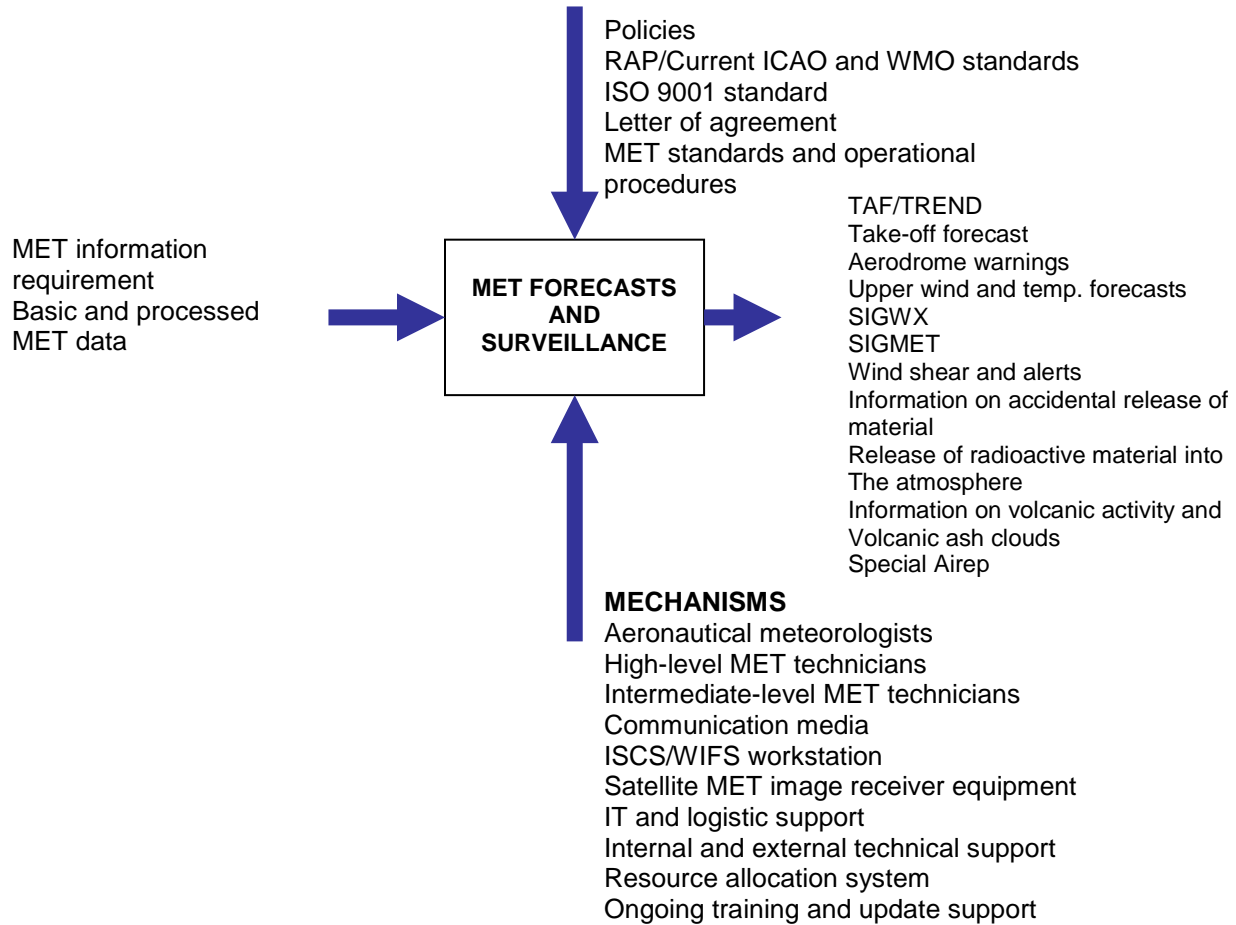 Policies
RAP/Current ICAO and WMO standards
ISO 9001 standard
Letter of agreement
MET standards and operational
procedures
MET information
requirement
Basic and processed
MET data
MET FORECASTS
AND
SURVEILLANCE
TAF/TREND
Take-off forecast
Aerodrome warnings
Upper wind and temp. forecasts
SIGWX
SIGMET
Wind shear and alerts
Information on accidental release of
material
Release of radioactive material into
The atmosphere
Information on volcanic activity and
Volcanic ash clouds
Special Airep
MECHANISMS
Aeronautical meteorologists
High-level MET technicians
Intermediate-level MET technicians
Communication media
ISCS/WIFS workstation
Satellite MET image receiver equipment
IT and logistic support
Internal and external technical support
Resource allocation system
Ongoing training and update support